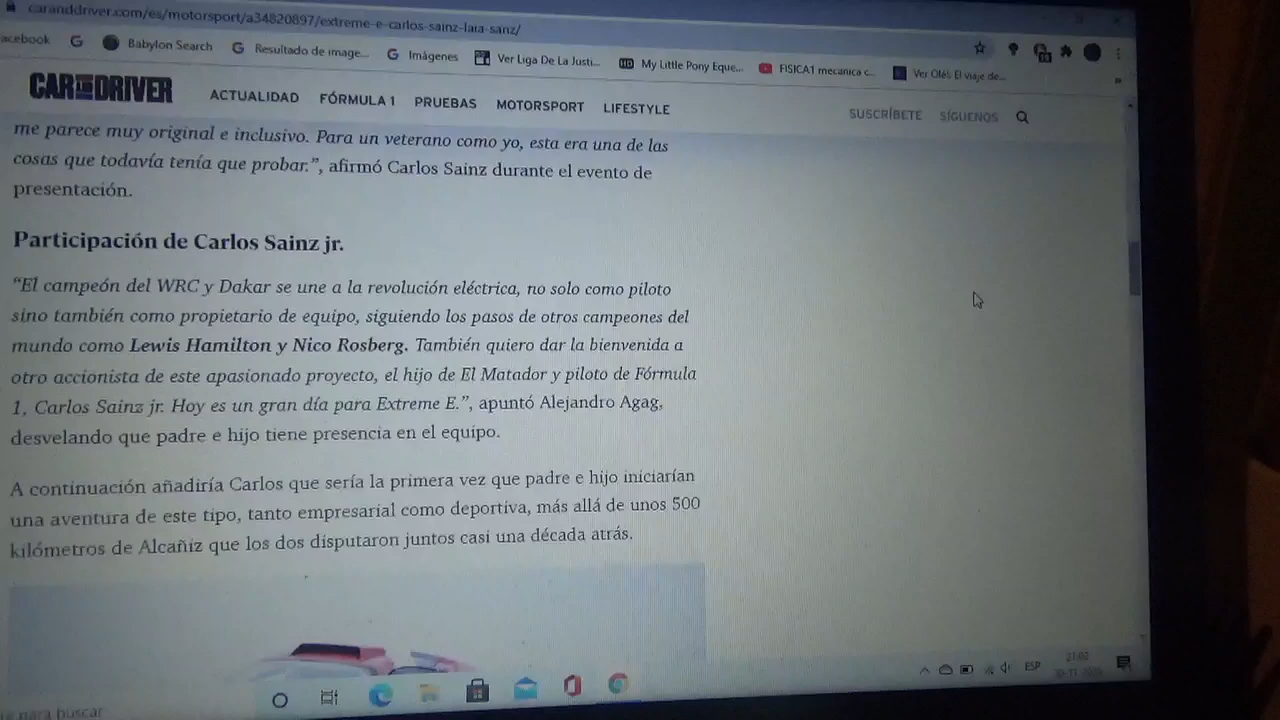 caranddriver.com/es/motorsport/a34820897/extreme-e-carlos-sainz-laia-sanz/
acebook
Babylon Search
Resultado de image...
Imágenes
Ver Liga De La Justi...
My Little Pony Eque...
FISICA1 mecanica c...
Ver Olé!: El viaje de...
»
CAR AND DRIVER
ACTUALIDAD FÓRMULA 1 PRUEBAS MOTORSPORT LIFESTYLE
SUSCRÍBETE SÍGUENOS
me parece muy original e inclusivo. Para un veterano como yo, esta era una de las
cosas que todavía tenía que probar.”, afirmó Carlos Sainz durante el evento de
presentación.
Participación de Carlos Sainz jr.
“El campeón del WRC y Dakar se une a la revolución eléctrica, no solo como piloto
sino también como propietario de equipo, siguiendo los pasos de otros campeones del
mundo como Lewis Hamilton y Nico Rosberg. También quiero dar la bienvenida a
otro accionista de este apasionado proyecto, el hijo de El Matador y piloto de Fórmula
1, Carlos Sainz jr. Hoy es un gran día para Extreme E.”, apuntó Alejandro Agag,
desvelando que padre e hijo tiene presencia en el equipo.
A continuación añadiría Carlos que sería la primera vez que padre e hijo iniciarían
una aventura de este tipo, tanto empresarial como deportiva, más allá de unos 500
kilómetros de Alcañiz que los dos disputaron juntos casi una década atrás.
ESP
para buscar